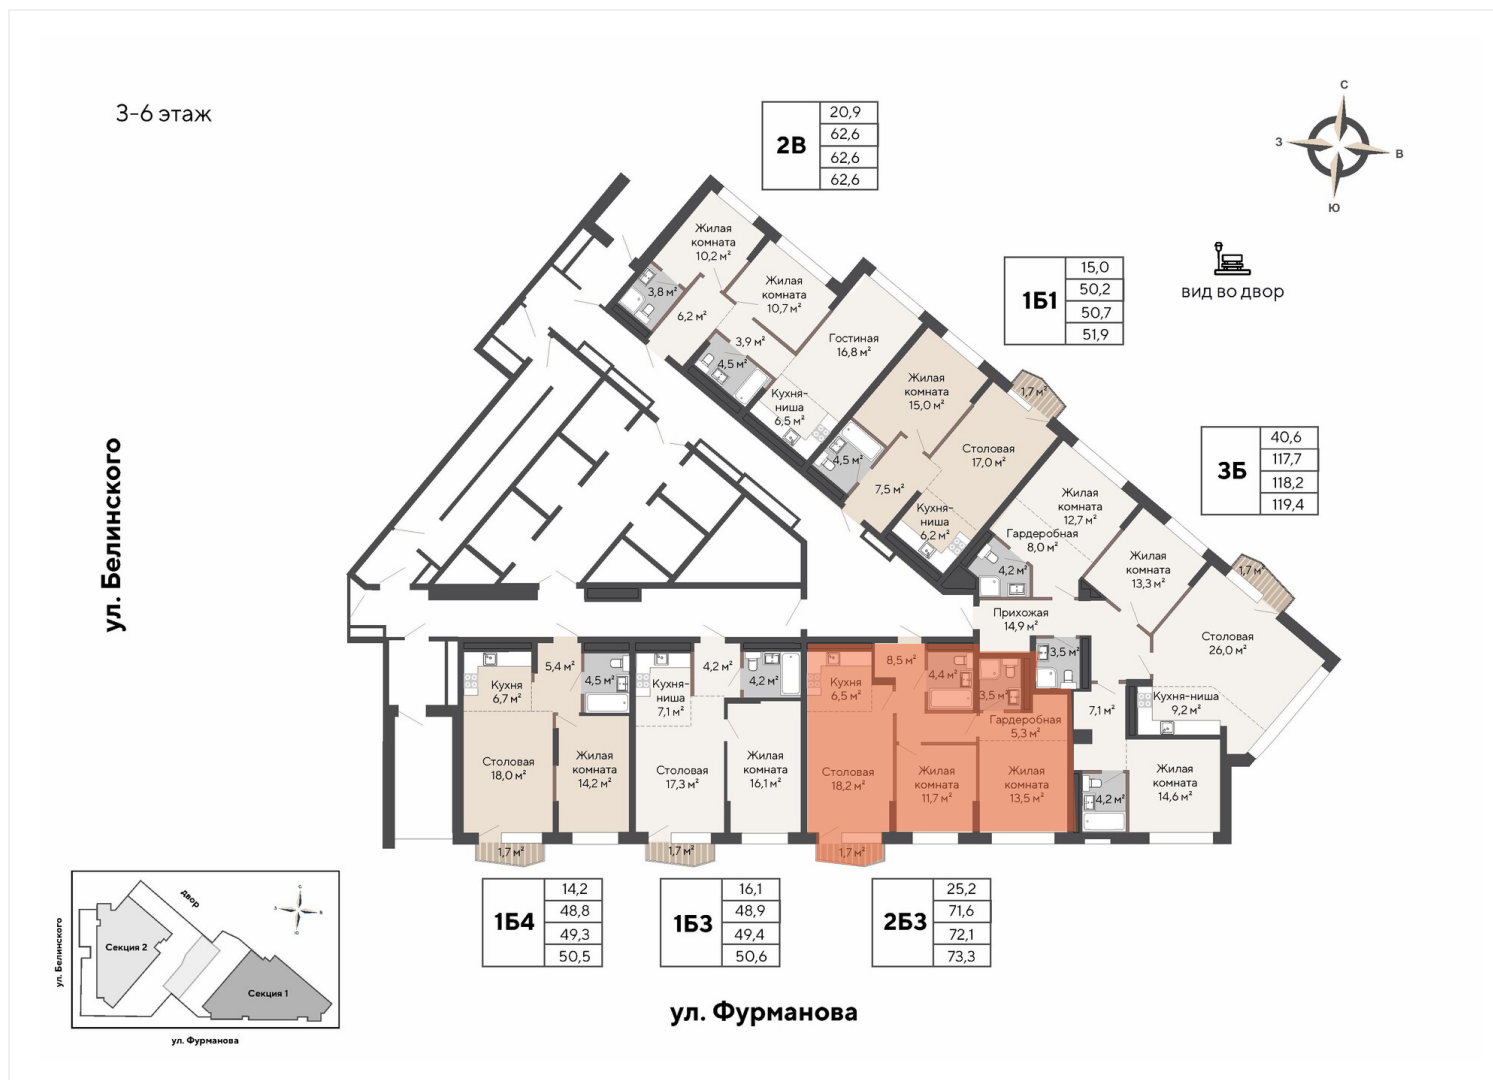 3-6 этаж
2В
20,9
62,6
62,6
62,6
С
З
В
Ю
вид во двор
1Б1
15,0
50,2
50,7
51,9
3Б
40,6
117,7
118,2
119,4
ул. Белинского
Жилая
комната
10,2 м²
3,8 м²
6,2 м²
Жилая
комната
10,7 м²
3,9 м²
4,5 м²
Гостиная
16,8 м²
Кухня-
ниша
6,5 м²
Жилая
комната
15,0 м²
1,7 м²
4,5 м²
7,5 м²
Столовая
17,0 м²
Кухня-
ниша
6,2 м²
Жилая
комната
12,7 м²
Гардеробная
8,0 м²
4,2 м²
Жилая
комната
13,3 м²
1,7 м²
Прихожая
14,9 м²
3,5 м²
Столовая
26,0 м²
Кухня-ниша
9,2 м²
7,1 м²
4,2 м²
Жилая
комната
14,6 м²
5,4 м²
4,5 м²
Кухня
6,7 м²
Столовая
18,0 м²
Жилая
комната
14,2 м²
1,7 м²
4,2 м²
4,2 м²
Кухня-
ниша
7,1 м²
Столовая
17,3 м²
Жилая
комната
16,1 м²
1,7 м²
8,5 м²
4,4 м²
3,5 м²
Кухня
6,5 м²
Гардеробная
5,3 м²
Столовая
18,2 м²
Жилая
комната
11,7 м²
Жилая
комната
13,5 м²
1,7 м²
1Б4
14,2
48,8
49,3
50,5
1Б3
16,1
48,9
49,4
50,6
2Б3
25,2
71,6
72,1
73,3
ул. Фурманова
ул. Белинского
двор
С
З
В
Ю
Секция 2
Секция 1
ул. Фурманова